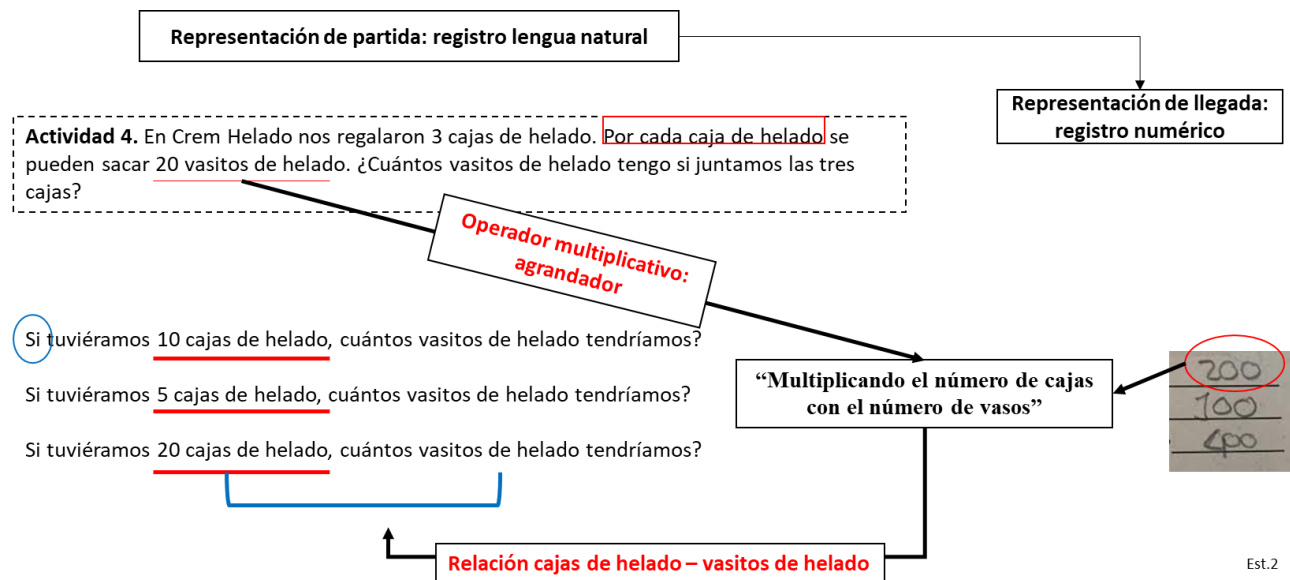 Representación de partida: registro lengua natural
Representación de llegada:
registro numérico
Actividad 4. En Crem Helado nos regalaron 3 cajas de helado. Por cada caja de helado se
pueden sacar 20 vasitos de helado. ¿Cuántos vasitos de helado tengo si juntamos las tres
cajas?
Operador multiplicativo:
agrandador
Si tuviéramos 10 cajas de helado, cuántos vasitos de helado tendríamos?
Si tuviéramos 5 cajas de helado, cuántos vasitos de helado tendríamos?
Si tuviéramos 20 cajas de helado, cuántos vasitos de helado tendríamos?
“Multiplicando el número de cajas
con el número de vasos”
200
100
400
Relación cajas de helado – vasitos de helado
Est.2